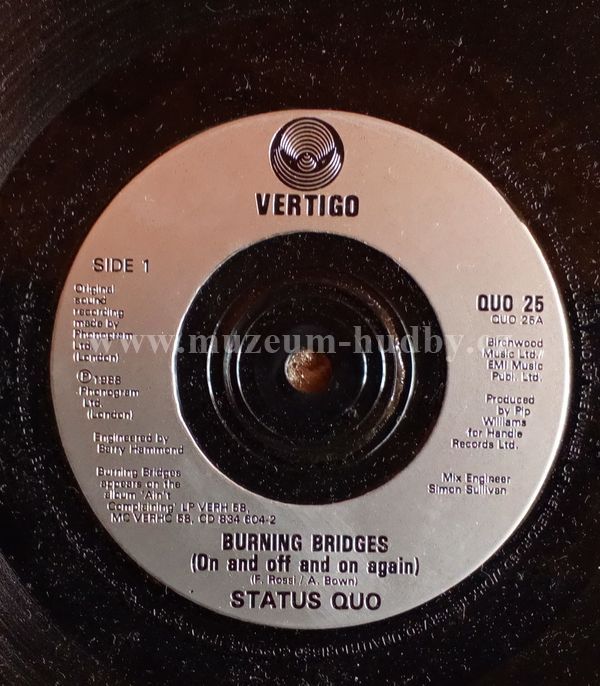 VERTIGO
SIDE 1
Original
sound
recording
made by
Phonogram
Ltd.
(London)
℗ 1988
Phonogram
Ltd.
(London)
Engineered by
Barry Hammond
Burning Bridges
appears on the
album 'Ain't
Complaining' LP VERH 58,
MC VERHC 58, CD 834 604-2
QUO 25
QUO 25A
Birchwood
Music Ltd./
EMI Music
Publ. Ltd.
Produced
by Pip
Williams
for Handle
Records Ltd.
Mix Engineer
Simon Sullivan
www.muzeum-hudby.c
BURNING BRIDGES
(On and off and on again)
(F. Rossi / A. Bown)
STATUS QUO